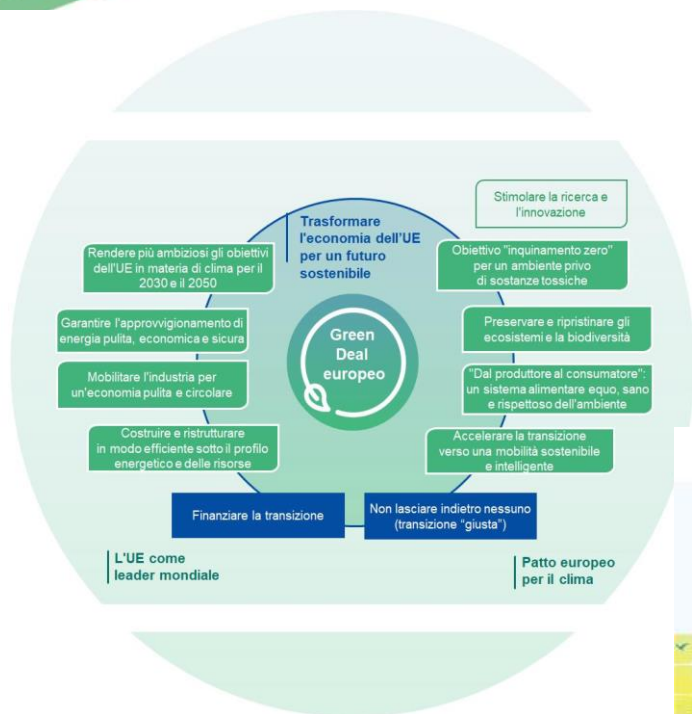 Stimolare la ricerca e
l'innovazione
Trasformare
l'economia dell'UE
per un futuro
sostenibile
Rendere più ambiziosi gli obiettivi
dell'UE in materia di clima per il
2030 e il 2050
Obiettivo "inquinamento zero"
per un ambiente privo
di sostanze tossiche
Garantire l'approvvigionamento di
energia pulita, economica e sicura
Preservare e ripristinare gli
ecosistemi e la biodiversità
Green
Deal
europeo
Mobilitare l'industria per
un'economia pulita e circolare
"Dal produttore al consumatore":
un sistema alimentare equo, sano
e rispettoso dell'ambiente
Costruire e ristrutturare
in modo efficiente sotto il profilo
energetico e delle risorse
Accelerare la transizione
verso una mobilità sostenibile
e intelligente
Finanziare la transizione
Non lasciare indietro nessuno
(transizione “giusta”)
L'UE come
leader mondiale
Patto europeo
per il clima